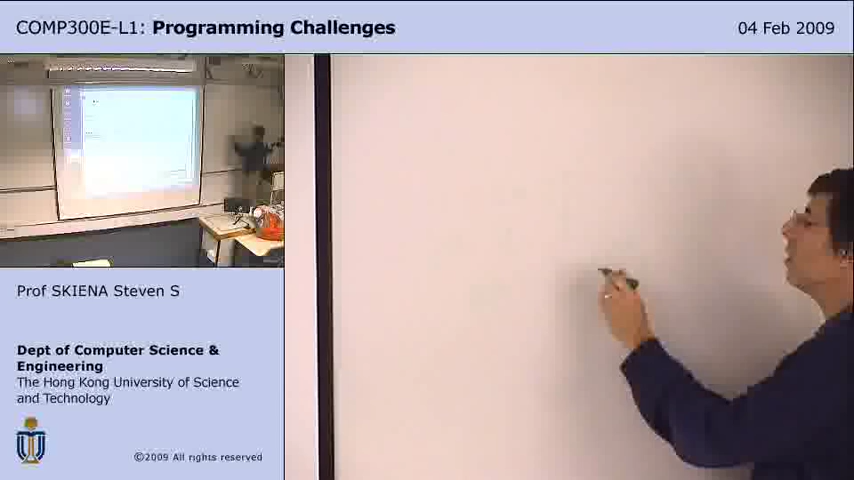 COMP300E-L1: Programming Challenges
04 Feb 2009
Prof SKIENA Steven S
Dept of Computer Science &
Engineering
The Hong Kong University of Science
and Technology
©2009 All rights reserved